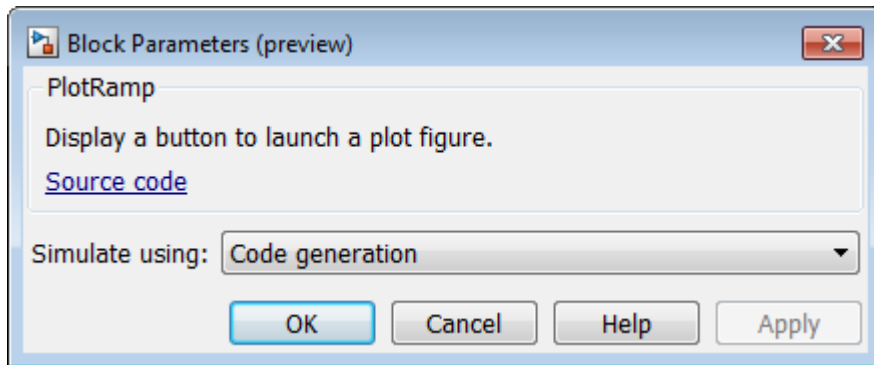 Block Parameters (preview)
PlotRamp
Display a button to launch a plot figure.
Source code
Simulate using: Code generation
OK Cancel Help Apply